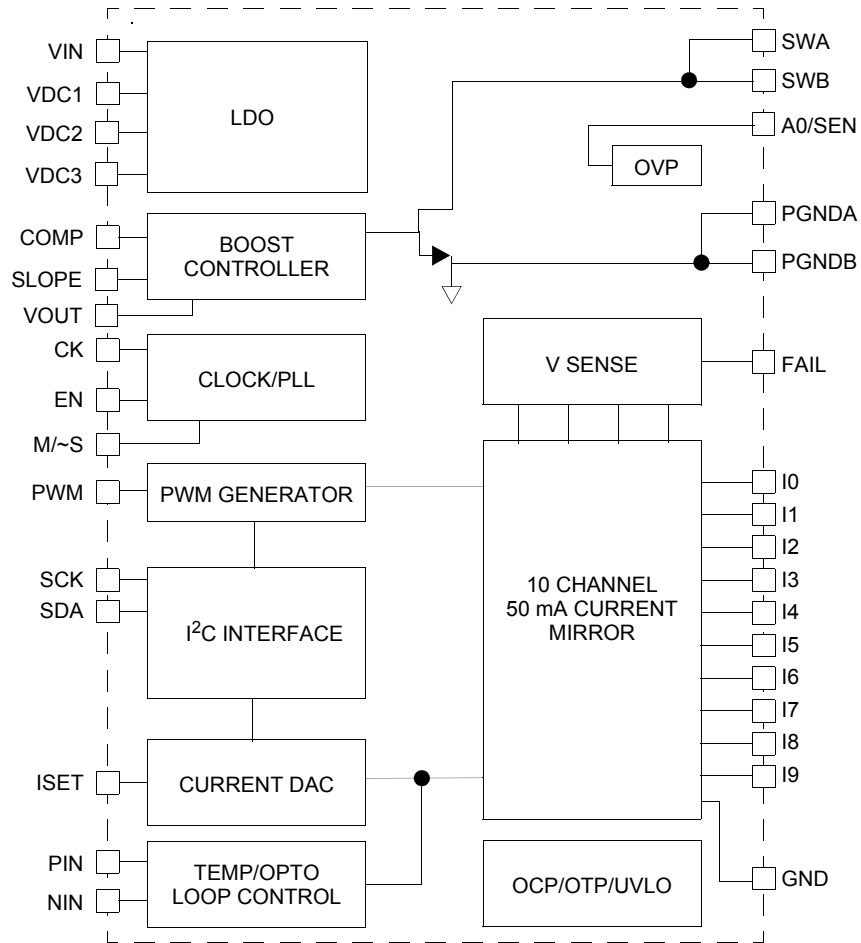 VIN
VDC1
VDC2
VDC3
LDO
COMP
SLOPE
VOUT
BOOST
CONTROLLER
CK
EN
M/~S
CLOCK/PLL
PWM
PWM GENERATOR
SCK
SDA
I²C INTERFACE
ISET
CURRENT DAC
PIN
NIN
TEMP/OPTO
LOOP CONTROL
SWA
SWB
A0/SEN
OVP
PGNDA
PGNDB
V SENSE
FAIL
10 CHANNEL
50 mA CURRENT
MIRROR
I0
I1
I2
I3
I4
I5
I6
I7
I8
I9
OCP/OTP/UVLO
GND